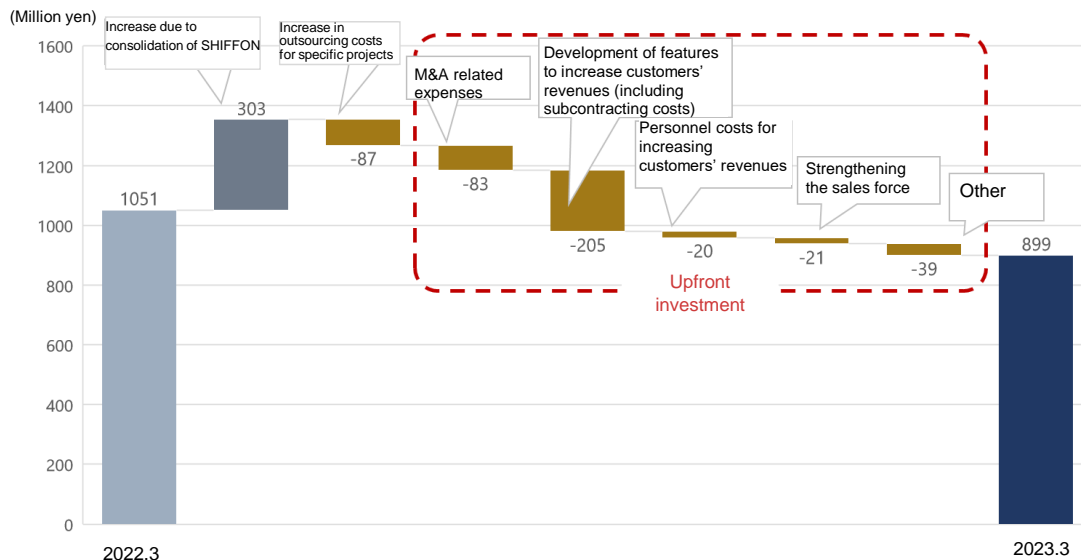 (Million yen)
Increase due to
consolidation of SHIFFON
Increase in
outsourcing costs
for specific projects
M&A related
expenses
Development of features
to increase customers’
revenues (including
subcontracting costs)
Personnel costs for
increasing
customers’ revenues
Strengthening
the sales force
Other
1600
1400
1200
1000
800
600
400
200
0
1051
303
-87
-83
-205
-20
-21
-39
899
Upfront
investment
2022.3
2023.3